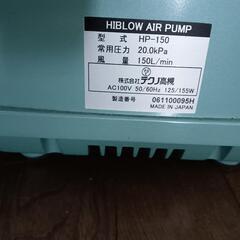 HIBLOW AIR PUMP
型式 HP-150
常用圧力 20.0kPa
風量 150L/min
株式会社テクノ高槻
AC100V 50/60Hz 125/155W
製造番号 061100095H
MADE IN JAPAN